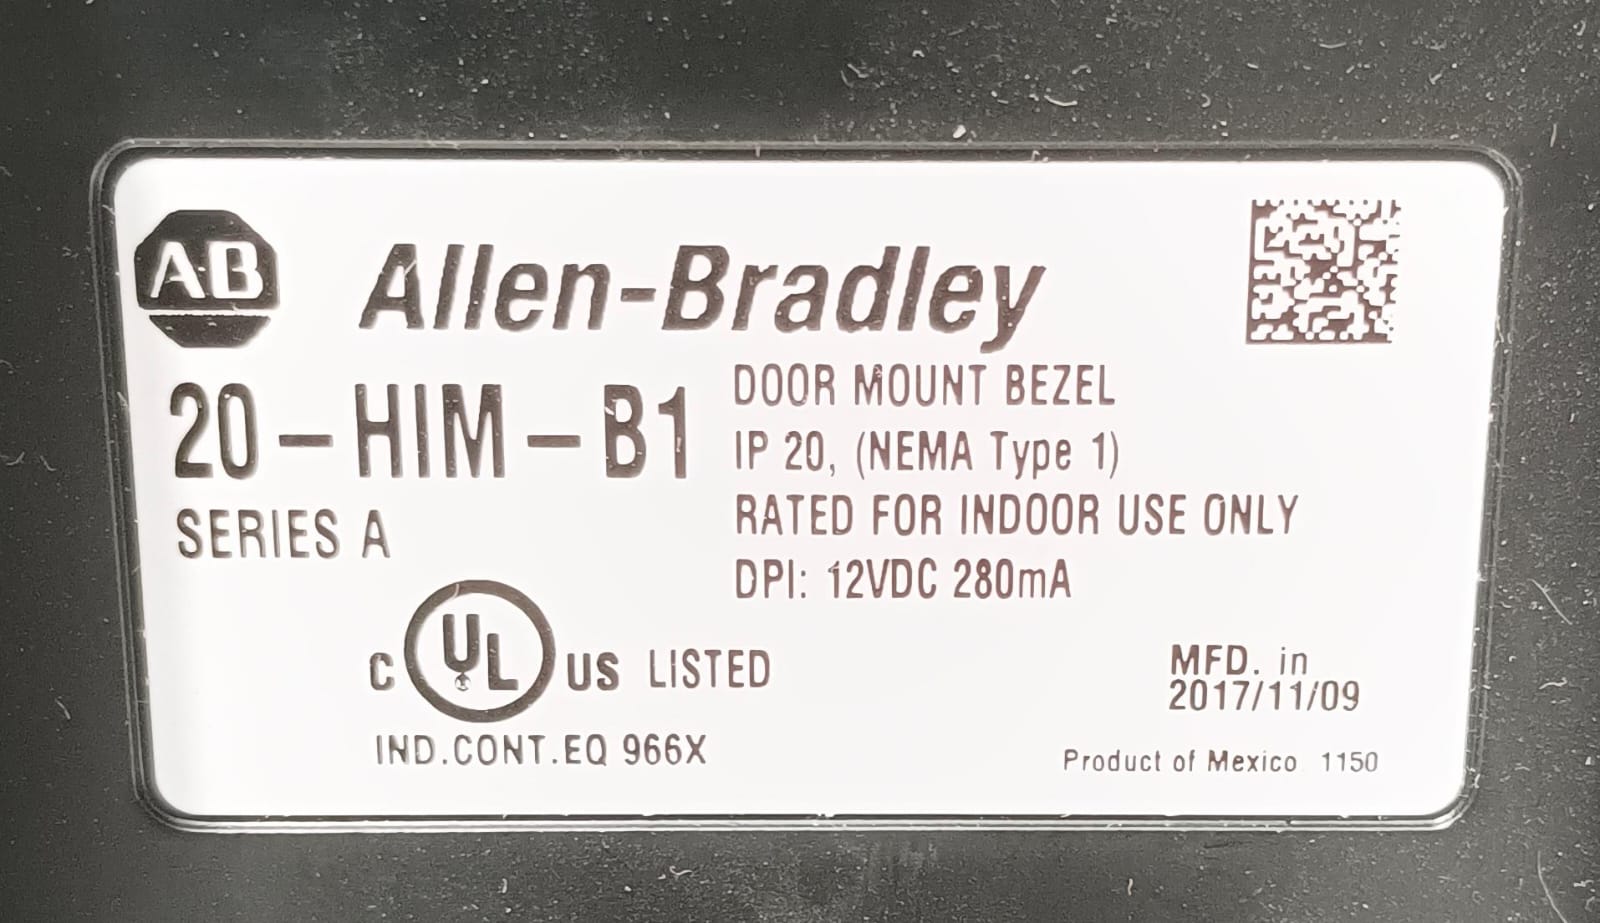 AB
Allen-Bradley
20-HIM-B1
SERIES A
DOOR MOUNT BEZEL
IP 20, (NEMA Type 1)
RATED FOR INDOOR USE ONLY
DPI: 12VDC 280mA
C UL US LISTED
IND.CONT.EQ 966X
MFD. in
2017/11/09
Product of Mexico 1150